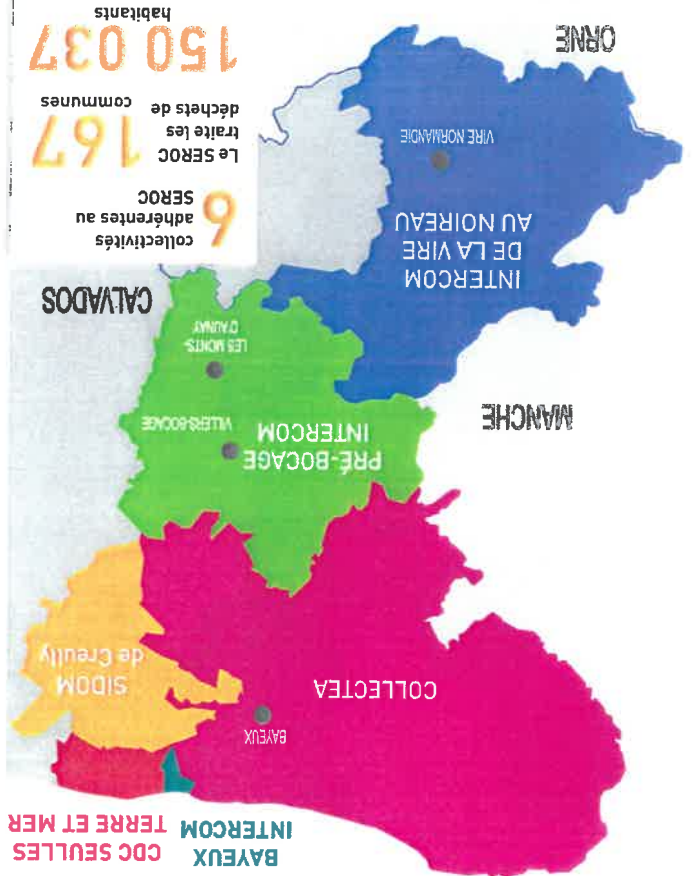 BAYEUX
INTERCOM
CDC SEULLES
TERRE ET MER
BAYEUX
COLLECTEA
SIDOM
de Creully
PRÉ-BOCAGE
INTERCOM
VILLERS-BOCAGE
LES MONTS-
D'AUNAY
MANCHE
CALVADOS
INTERCOM
DE LA VIRE
AU NOIREAU
VIRE NORMANDIE
ORNE
6
collectivités
adhérentes au
SEROC
Le SEROC
traite les
déchets de
167
communes
150 037
habitants